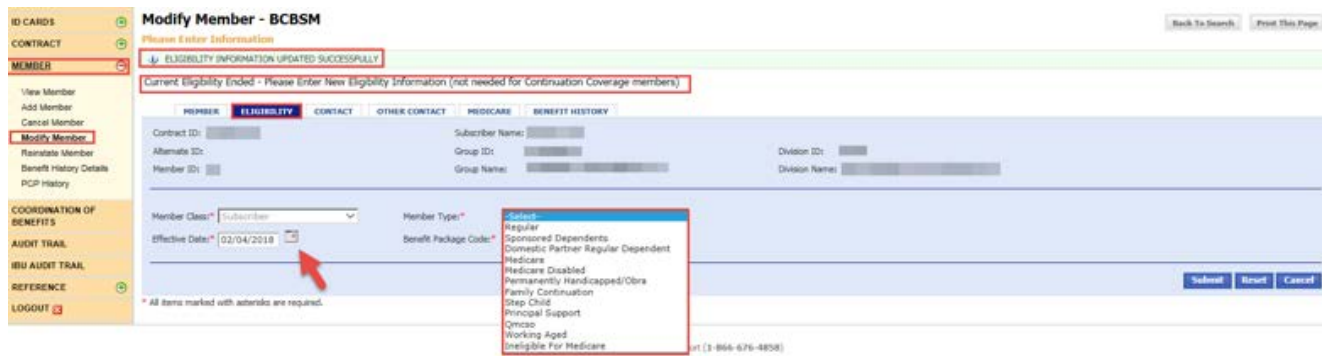 ID CARDS
CONTRACT
MEMBER
View Member
Add Member
Cancel Member
Modify Member
Reinstate Member
Benefit History Details
PCP History
COORDINATION OF
BENEFITS
AUDIT TRAIL
IBU AUDIT TRAIL
REFERENCE
LOGOUT
Modify Member - BCBSM
Back To Search Print This Page
Please Enter Information
ELIGIBILITY INFORMATION UPDATED SUCCESSFULLY
Current Eligibility Ended - Please Enter New Eligibility Information (not needed for Continuation Coverage members)
MEMBER ELIGIBILITY CONTACT OTHER CONTACT MEDICARE BENEFIT HISTORY
Contract ID: Subscriber Name:
Alternate ID: Group ID: Division ID:
Member ID: Group Name: Division Name:
Member Class:* Subscriber Member Type:* -Select-
Effective Date:* 02/04/2018 Benefit Package Code:*
Regular
Sponsored Dependents
Domestic Partner Regular Dependent
Medicare
Medicare Disabled
Permanently Handicapped/Obra
Family Continuation
Step Child
Principal Support
Qmcso
Working Aged
Ineligible For Medicare
Submit Reset Cancel
* All items marked with asterisks are required.
(1-866-676-4858)